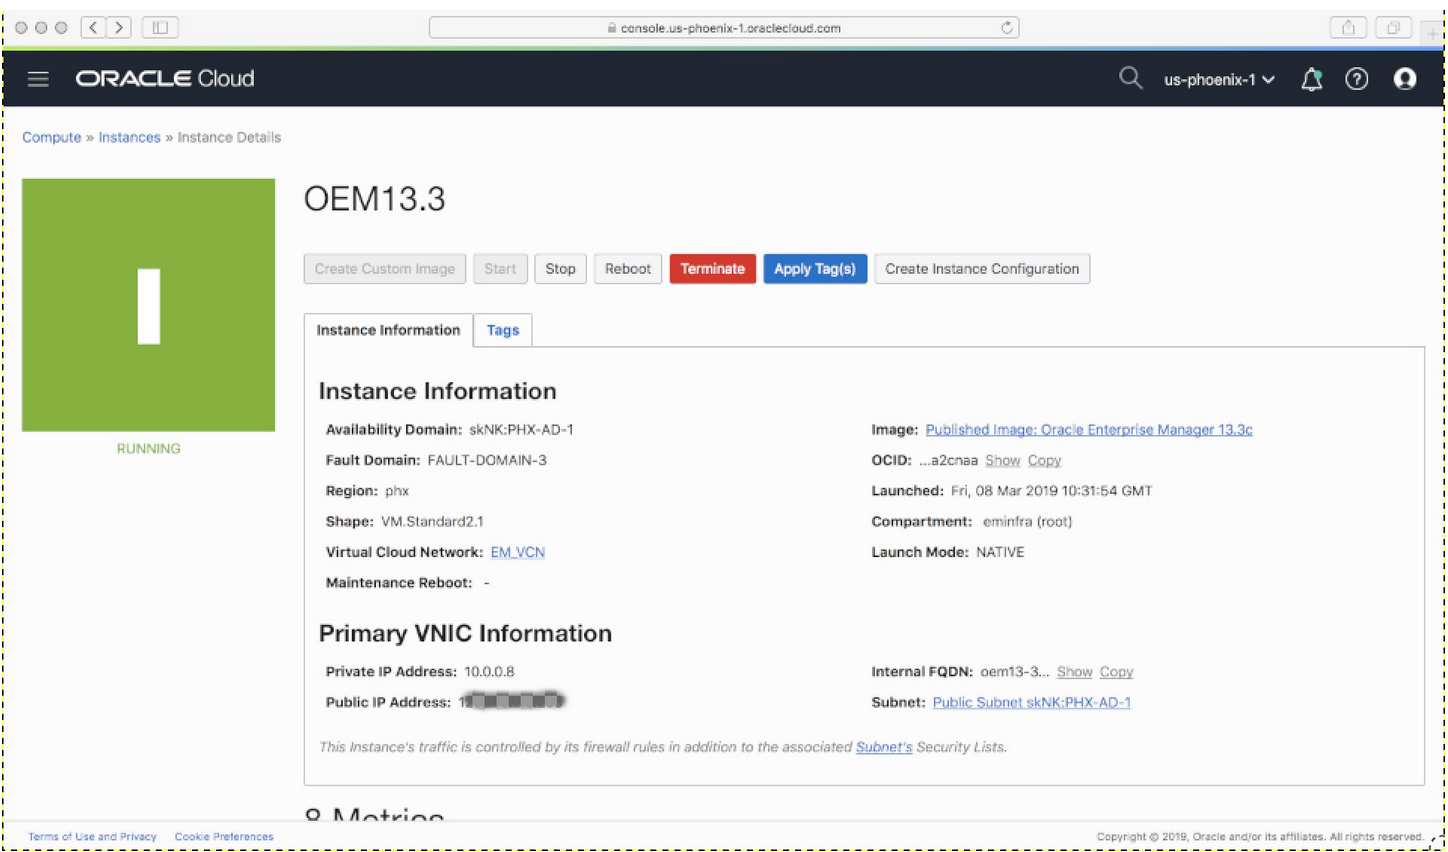 console.us-phoenix-1.oraclecloud.com
ORACLE Cloud
us-phoenix-1
Compute » Instances » Instance Details
OEM13.3
Create Custom Image Start Stop Reboot Terminate Apply Tag(s) Create Instance Configuration
Instance Information Tags
RUNNING
Instance Information
Availability Domain: skNK:PHX-AD-1
Fault Domain: FAULT-DOMAIN-3
Region: phx
Shape: VM.Standard2.1
Virtual Cloud Network: EM_VCN
Maintenance Reboot: -
Image: Published Image: Oracle Enterprise Manager 13.3c
OCID: ...a2cnaa Show Copy
Launched: Fri, 08 Mar 2019 10:31:54 GMT
Compartment: eminfra (root)
Launch Mode: NATIVE
Primary VNIC Information
Private IP Address: 10.0.0.8
Public IP Address:
Internal FQDN: oem13-3... Show Copy
Subnet: Public Subnet skNK:PHX-AD-1
This Instance's traffic is controlled by its firewall rules in addition to the associated Subnet's Security Lists.
8 Metrics
Terms of Use and Privacy Cookie Preferences
Copyright © 2019, Oracle and/or its affiliates. All rights reserved.